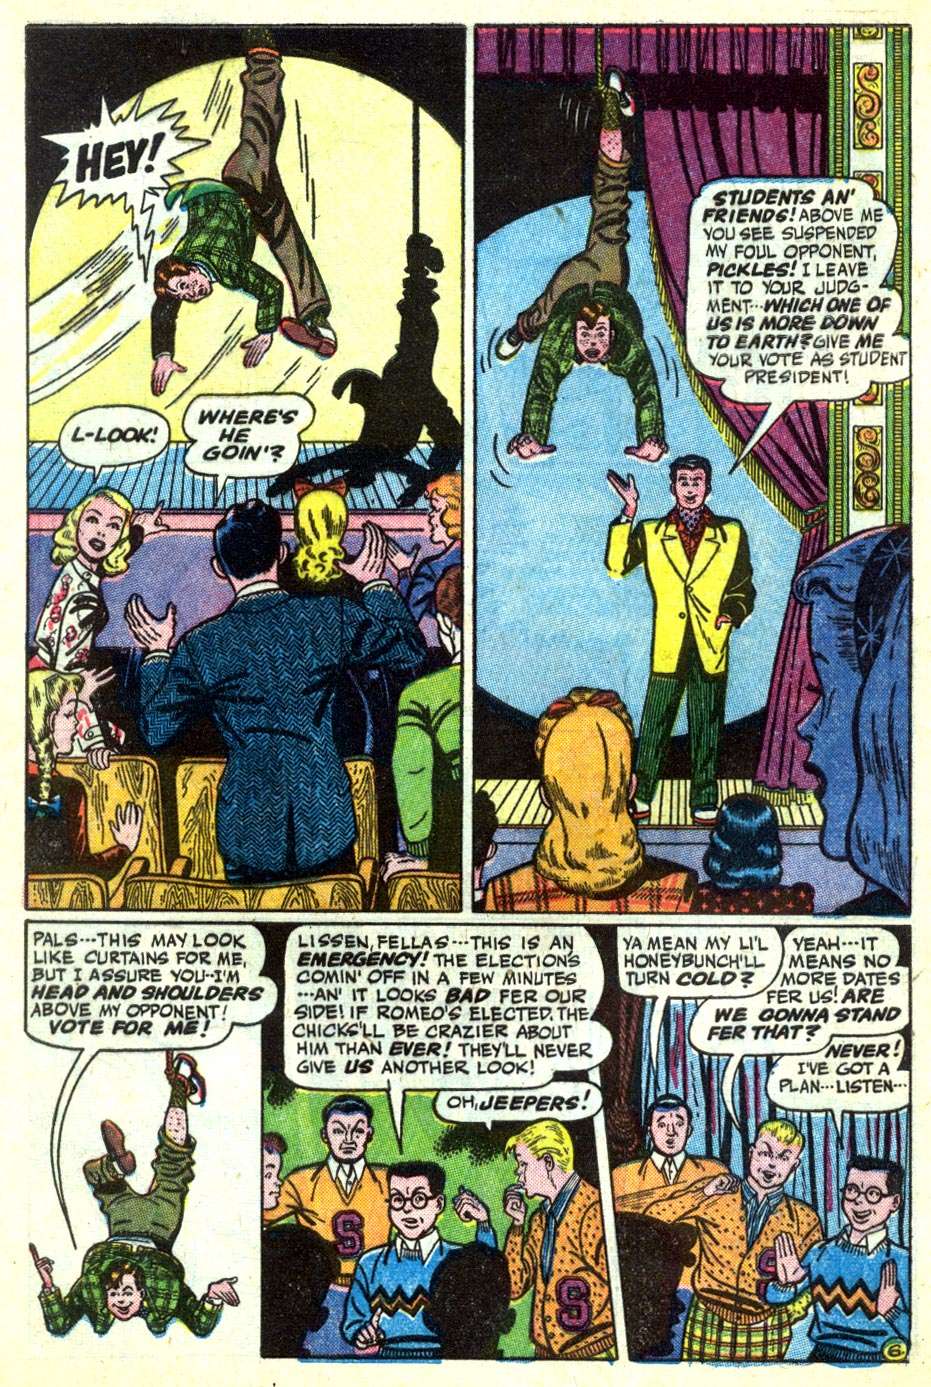 HEY!
L-LOOK!
WHERE'S
HE
GOIN'?
STUDENTS AN'
FRIENDS! ABOVE ME
YOU SEE SUSPENDED
MY FOUL OPPONENT,
PICKLES! I LEAVE
IT TO YOUR JUDG-
MENT---WHICH ONE OF
US IS MORE DOWN
TO EARTH? GIVE ME
YOUR VOTE AS STUDENT
PRESIDENT!
PALS---THIS MAY LOOK
LIKE CURTAINS FOR ME,
BUT I ASSURE YOU--I'M
HEAD AND SHOULDERS
ABOVE MY OPPONENT!
VOTE FOR ME!
LISSEN, FELLAS---THIS IS AN
EMERGENCY! THE ELECTION'S
COMIN' OFF IN A FEW MINUTES
---AN' IT LOOKS BAD FER OUR
SIDE! IF ROMEO'S ELECTED, THE
CHICKS'LL BE CRAZIER ABOUT
HIM THAN EVER! THEY'LL NEVER
GIVE US ANOTHER LOOK!
OH, JEEPERS!
S
S
YA MEAN MY LI'L
HONEYBUNCH'LL
TURN COLD?
YEAH---IT
MEANS NO
MORE DATES
FER US! ARE
WE GONNA STAND
FER THAT?
NEVER!
I'VE GOT A
PLAN---LISTEN---
S
6